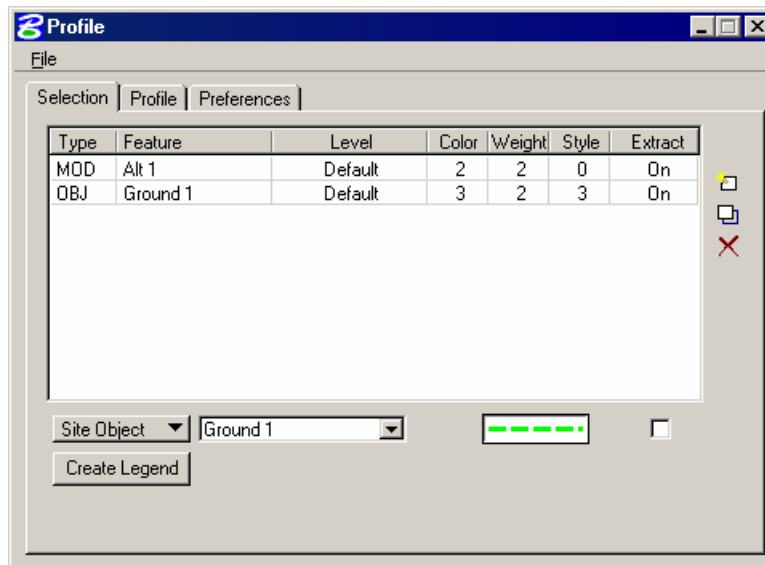 Profile
File
Selection Profile Preferences
Type Feature Level Color Weight Style Extract
MOD Alt 1 Default 2 2 0 On
OBJ Ground 1 Default 3 2 3 On
Site Object Ground 1
Create Legend